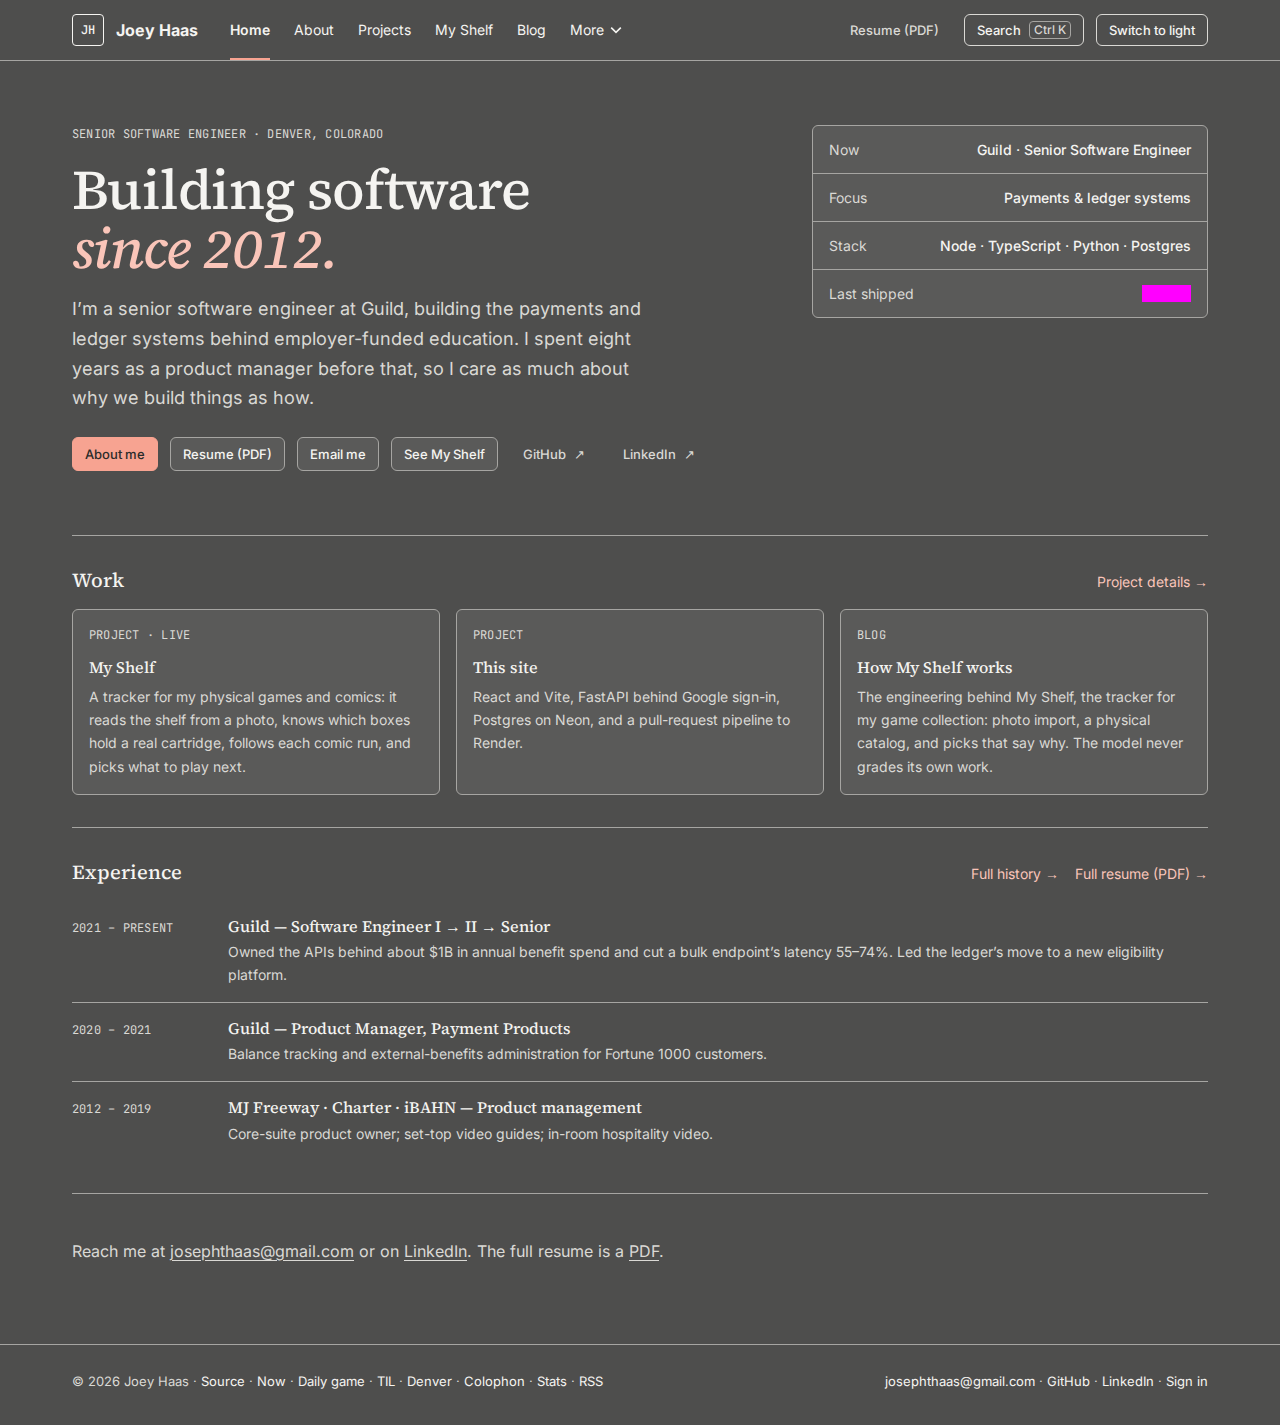 JH Joey Haas Home About Projects My Shelf Blog More Resume (PDF) Search Ctrl K Switch to light
SENIOR SOFTWARE ENGINEER · DENVER, COLORADO
Building software
since 2012.
I’m a senior software engineer at Guild, building the payments and
ledger systems behind employer-funded education. I spent eight
years as a product manager before that, so I care as much about
why we build things as how.
About me Resume (PDF) Email me See My Shelf GitHub ↗ LinkedIn ↗
Now Guild · Senior Software Engineer
Focus Payments & ledger systems
Stack Node · TypeScript · Python · Postgres
Last shipped
Work Project details →
PROJECT · LIVE
My Shelf
A tracker for my physical games and comics: it
reads the shelf from a photo, knows which boxes
hold a real cartridge, follows each comic run, and
picks what to play next.
PROJECT
This site
React and Vite, FastAPI behind Google sign-in,
Postgres on Neon, and a pull-request pipeline to
Render.
BLOG
How My Shelf works
The engineering behind My Shelf, the tracker for
my game collection: photo import, a physical
catalog, and picks that say why. The model never
grades its own work.
Experience Full history → Full resume (PDF) →
2021 – PRESENT Guild — Software Engineer I → II → Senior
Owned the APIs behind about $1B in annual benefit spend and cut a bulk endpoint’s latency 55–74%. Led the ledger’s move to a new eligibility
platform.
2020 – 2021 Guild — Product Manager, Payment Products
Balance tracking and external-benefits administration for Fortune 1000 customers.
2012 – 2019 MJ Freeway · Charter · iBAHN — Product management
Core-suite product owner; set-top video guides; in-room hospitality video.
Reach me at josephthaas@gmail.com or on LinkedIn. The full resume is a PDF.
© 2026 Joey Haas · Source · Now · Daily game · TIL · Denver · Colophon · Stats · RSS josephthaas@gmail.com · GitHub · LinkedIn · Sign in